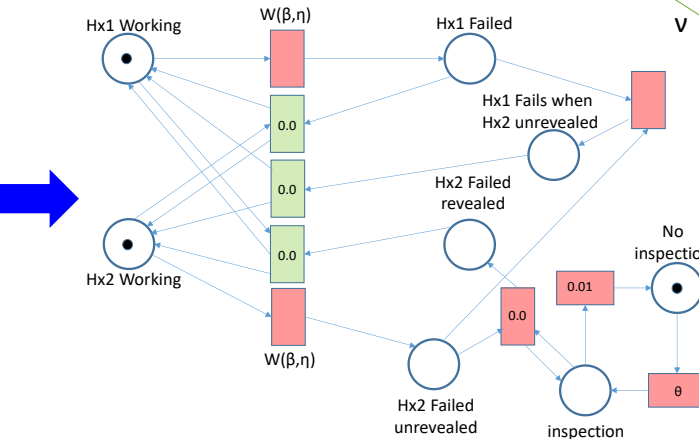 W(β,η)
Hx1 Working
Hx1 Failed
ν
Hx1 Fails when
Hx2 unrevealed
0.0
0.0
Hx2 Failed
revealed
No
inspectio
0.0
Hx2 Working
0.01
0.0
W(β,η)
θ
Hx2 Failed
unrevealed
inspection